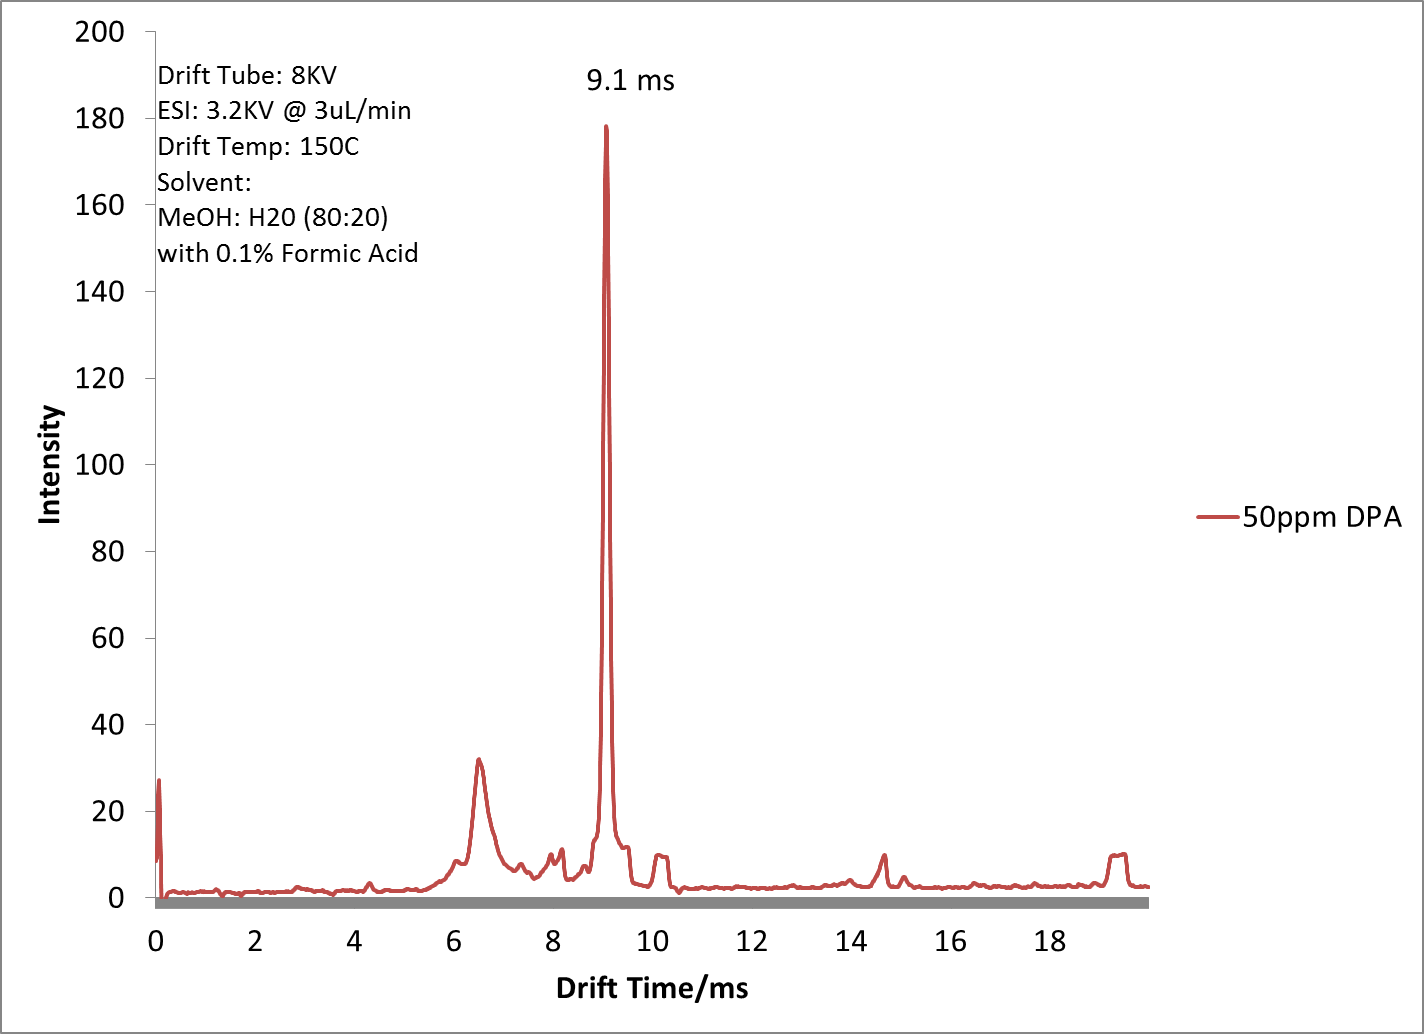 200
180
160
140
120
100
80
60
40
20
0
Intensity
Drift Tube: 8KV
ESI: 3.2KV @ 3uL/min
Drift Temp: 150C
Solvent:
MeOH: H20 (80:20)
with 0.1% Formic Acid
9.1 ms
50ppm DPA
0 2 4 6 8 10 12 14 16 18
Drift Time/ms